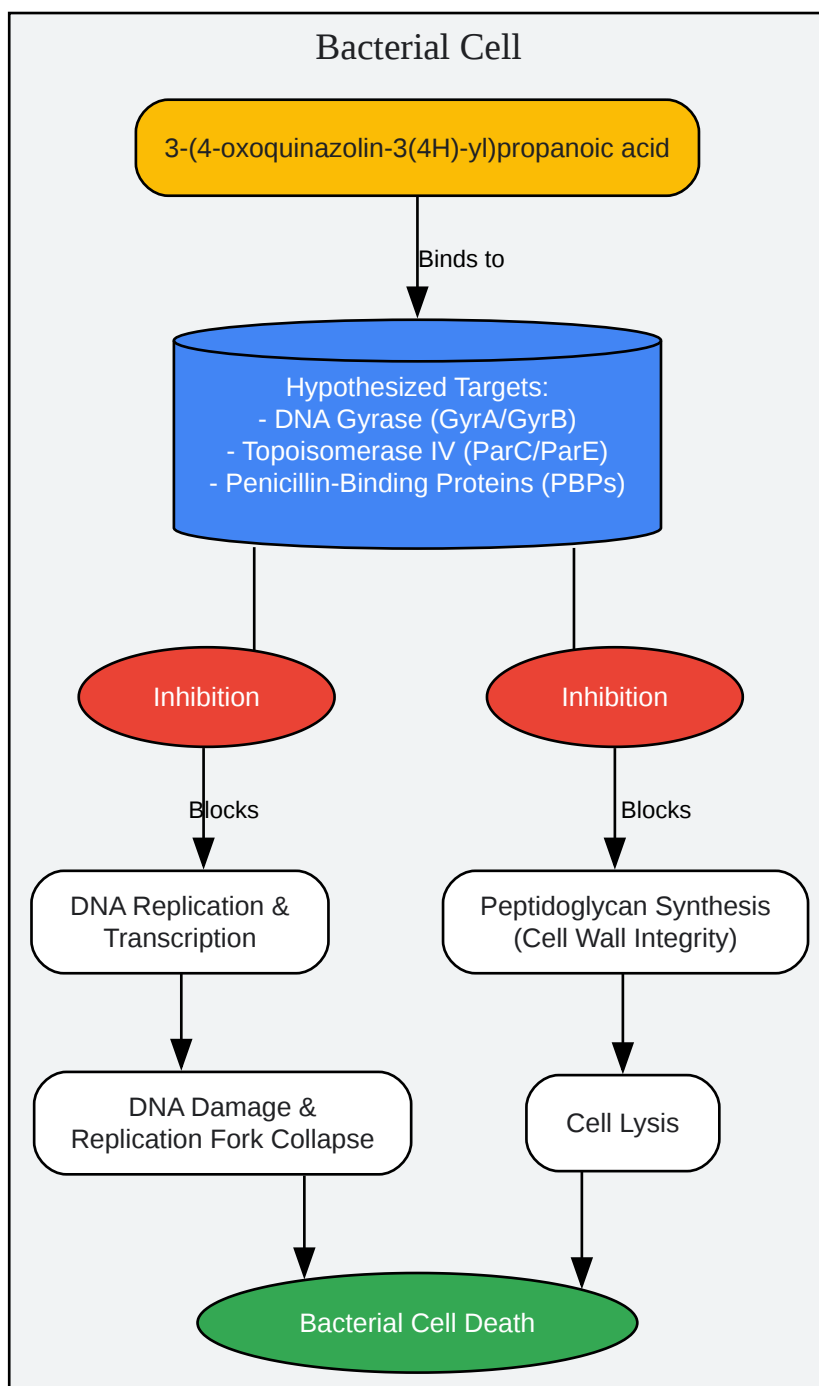 Bacterial Cell
3-(4-oxoquinazolin-3(4H)-yl)propanoic acid
Binds to
Hypothesized Targets:
- DNA Gyrase (GyrA/GyrB)
- Topoisomerase IV (ParC/ParE)
- Penicillin-Binding Proteins (PBPs)
Inhibition
Inhibition
Blocks
Blocks
DNA Replication &
Transcription
Peptidoglycan Synthesis
(Cell Wall Integrity)
DNA Damage &
Replication Fork Collapse
Cell Lysis
Bacterial Cell Death